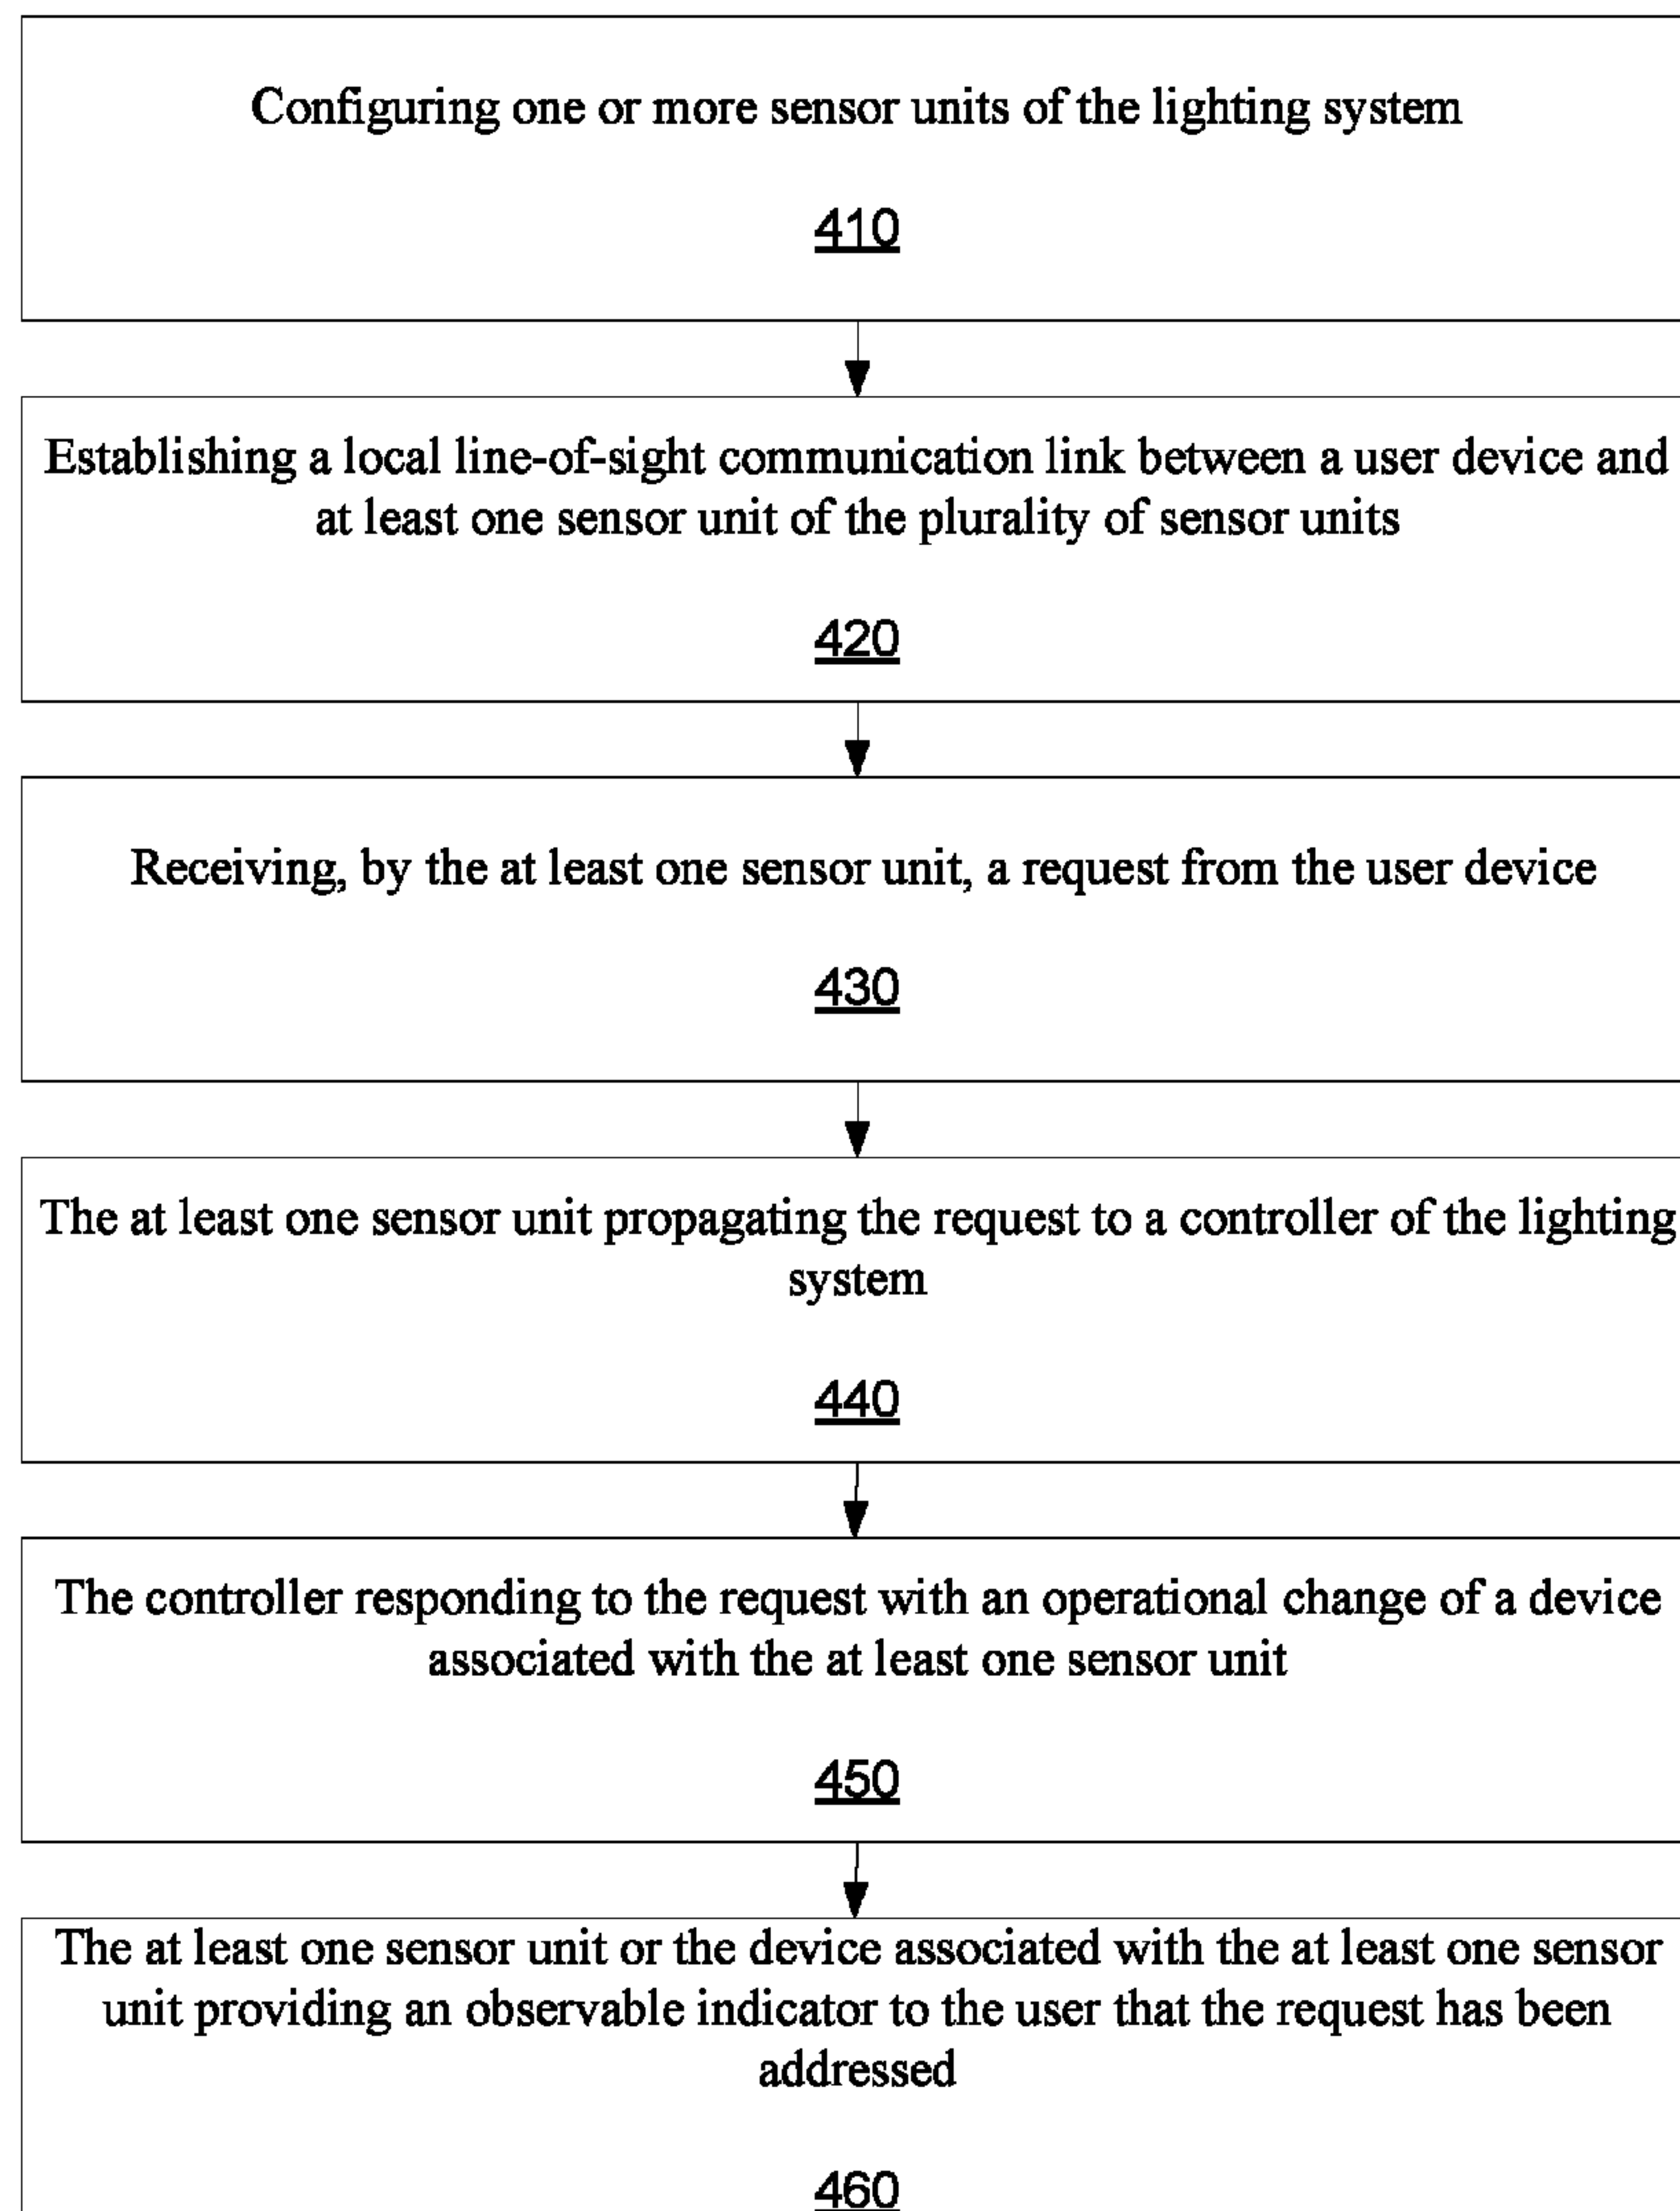 Configuring one or more sensor units of the lighting system
410
Establishing a local line-of-sight communication link between a user device and
at least one sensor unit of the plurality of sensor units
420
Receiving, by the at least one sensor unit, a request from the user device
430
The at least one sensor unit propagating the request to a controller of the lighting
system
440
The controller responding to the request with an operational change of a device
associated with the at least one sensor unit
450
The at least one sensor unit or the device associated with the at least one sensor
unit providing an observable indicator to the user that the request has been
addressed
460